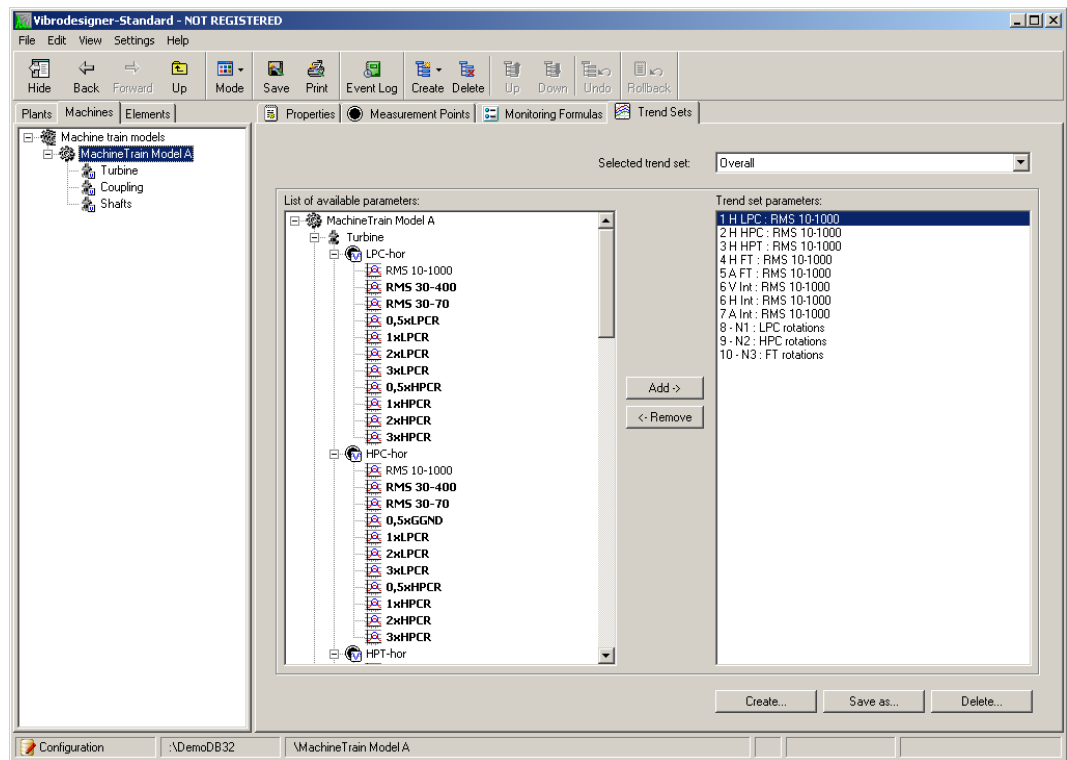 Vibrodesigner-Standard - NOT REGISTERED
File Edit View Settings Help
Hide Back Forward Up Mode Save Print Event Log Create Delete Up Down Undo Rollback
Plants Machines Elements
Properties Measurement Points Monitoring Formulas Trend Sets
Machine train models
MachineTrain Model A
Turbine
Coupling
Shafts
Selected trend set: Overall
List of available parameters:
MachineTrain Model A
Turbine
LPC-hor
RMS 10-1000
RMS 30-400
RMS 30-70
0,5xLPCR
1xLPCR
2xLPCR
3xLPCR
0,5xHPCR
1xHPCR
2xHPCR
3xHPCR
HPC-hor
RMS 10-1000
RMS 30-400
RMS 30-70
0,5xGGND
1xLPCR
2xLPCR
3xLPCR
0,5xHPCR
1xHPCR
2xHPCR
3xHPCR
HPT-hor
Add ->
<- Remove
Trend set parameters:
1 H LPC : RMS 10-1000
2 H HPC : RMS 10-1000
3 H HPT : RMS 10-1000
4 H FT : RMS 10-1000
5 A FT : RMS 10-1000
6 V Int : RMS 10-1000
6 H Int : RMS 10-1000
7 A Int : RMS 10-1000
8 - N1 : LPC rotations
9 - N2 : HPC rotations
10 - N3 : FT rotations
Create... Save as... Delete...
Configuration :\DemoDB32 \MachineTrain Model A